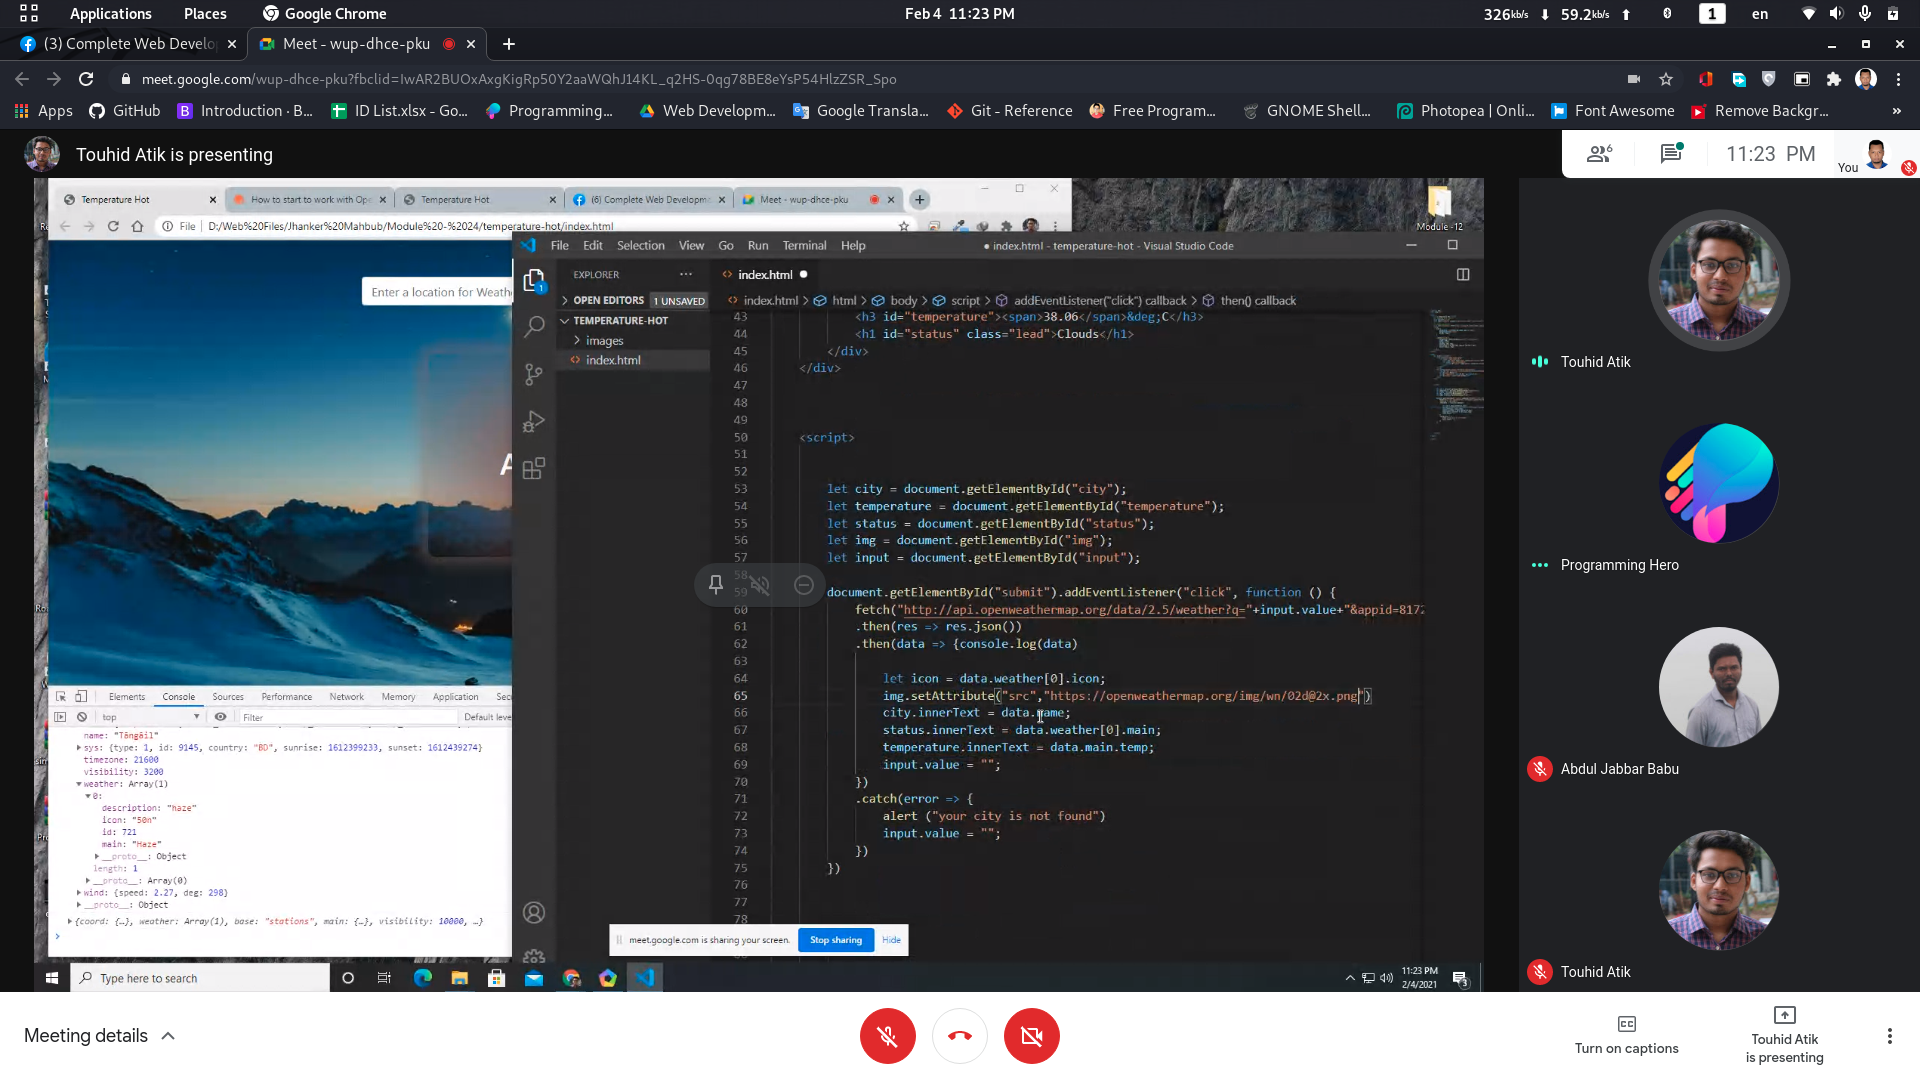 Applications Places Google Chrome
Feb 4 11:23 PM
326kb/s 59.2kb/s 1 en
(3) Complete Web Develo
Meet - wup-dhce-pku
meet.google.com/wup-dhce-pku?fbclid=IwAR2BUOxAxgKigRp50Y2aaWQhJ14KL_q2HS-0qg78BE8eYsP54HlzZSR_Spo
Apps GitHub Introduction · B... ID List.xlsx - Go... Programming... Web Developm... Google Transla... Git - Reference Free Program... GNOME Shell... Photopea | Onli... Font Awesome Remove Backgr... »
Touhid Atik is presenting
6
11:23 PM
You
Temperature Hot
How to start to work with Ope
Temperature Hot
(6) Complete Web Developm
Meet - wup-dhce-pku
File D:/Web%20Files/Jhanker%20Mahbub/Module%20-%2024/temperature-hot/index.html
Module -12
Enter a location for Weath
File Edit Selection View Go Run Terminal Help
● index.html - temperature-hot - Visual Studio Code
EXPLORER ...
index.html
1
OPEN EDITORS 1 UNSAVED
TEMPERATURE-HOT
images
index.html
index.html > html > body > script > addEventListener("click") callback > then() callback
43 <h3 id="temperature"><span>38.06</span>&deg;C</h3>
44 <h1 id="status" class="lead">Clouds</h1>
45 </div>
46 </div>
47
48
49
50 <script>
51
52
53 let city = document.getElementById("city");
54 let temperature = document.getElementById("temperature");
55 let status = document.getElementById("status");
56 let img = document.getElementById("img");
57 let input = document.getElementById("input");
58
59 document.getElementById("submit").addEventListener("click", function () {
60 fetch("http://api.openweathermap.org/data/2.5/weather?q="+input.value+"&appid=8172
61 .then(res => res.json())
62 .then(data => {console.log(data)
63
64 let icon = data.weather[0].icon;
65 img.setAttribute("src","https://openweathermap.org/img/wn/02d@2x.png")
66 city.innerText = data.name;
67 status.innerText = data.weather[0].main;
68 temperature.innerText = data.main.temp;
69 input.value = "";
70 })
71 .catch(error => {
72 alert ("your city is not found")
73 input.value = "";
74 })
75 })
76
77
78
A
Elements Console Sources Performance Memory Application Sec
top Filter Default leve
name: "Tāngāil"
sys: {type: 1, id: 9145, country: "BD", sunrise: 1612399233, sunset: 1612439274}
timezone: 21600
visibility: 3200
weather: Array(1)
0:
description: "haze"
icon: "50n"
id: 721
main: "Haze"
__proto__: Object
length: 1
__proto__: Array(0)
wind: {speed: 2.27, deg: 298}
__proto__: Object
{coord: {…}, weather: Array(1), base: "stations", main: {…}, visibility: 10000, …}
meet.google.com is sharing your screen. Stop sharing Hide
Type here to search
11:23 PM
2/4/2021
3
Touhid Atik
Programming Hero
Abdul Jabbar Babu
Touhid Atik
Meeting details
Turn on captions
Touhid Atik
is presenting